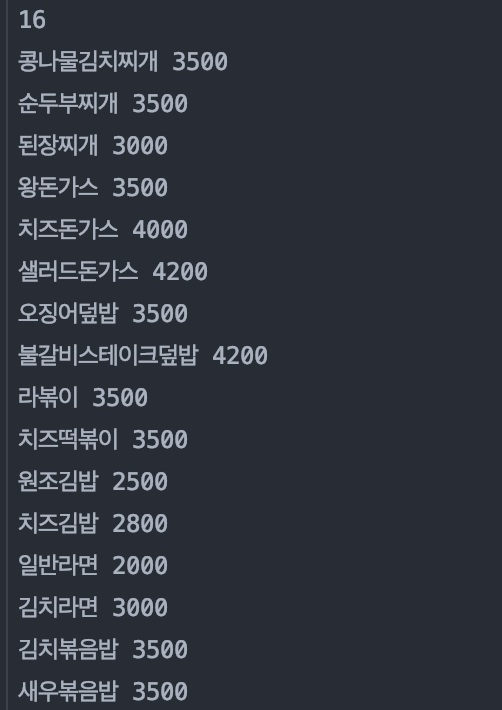 16
콩나물김치찌개 3500
순두부찌개 3500
된장찌개 3000
왕돈가스 3500
치즈돈가스 4000
샐러드돈가스 4200
오징어덮밥 3500
불갈비스테이크덮밥 4200
라볶이 3500
치즈떡볶이 3500
원조김밥 2500
치즈김밥 2800
일반라면 2000
김치라면 3000
김치볶음밥 3500
새우볶음밥 3500